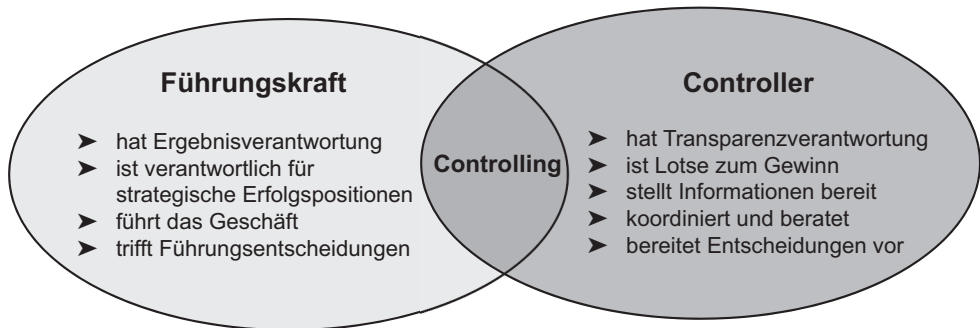 Führungskraft
➤ hat Ergebnisverantwortung
➤ ist verantwortlich für
strategische Erfolgspositionen
➤ führt das Geschäft
➤ trifft Führungsentscheidungen
Controlling
Controller
➤ hat Transparenzverantwortung
➤ ist Lotse zum Gewinn
➤ stellt Informationen bereit
➤ koordiniert und beratet
➤ bereitet Entscheidungen vor